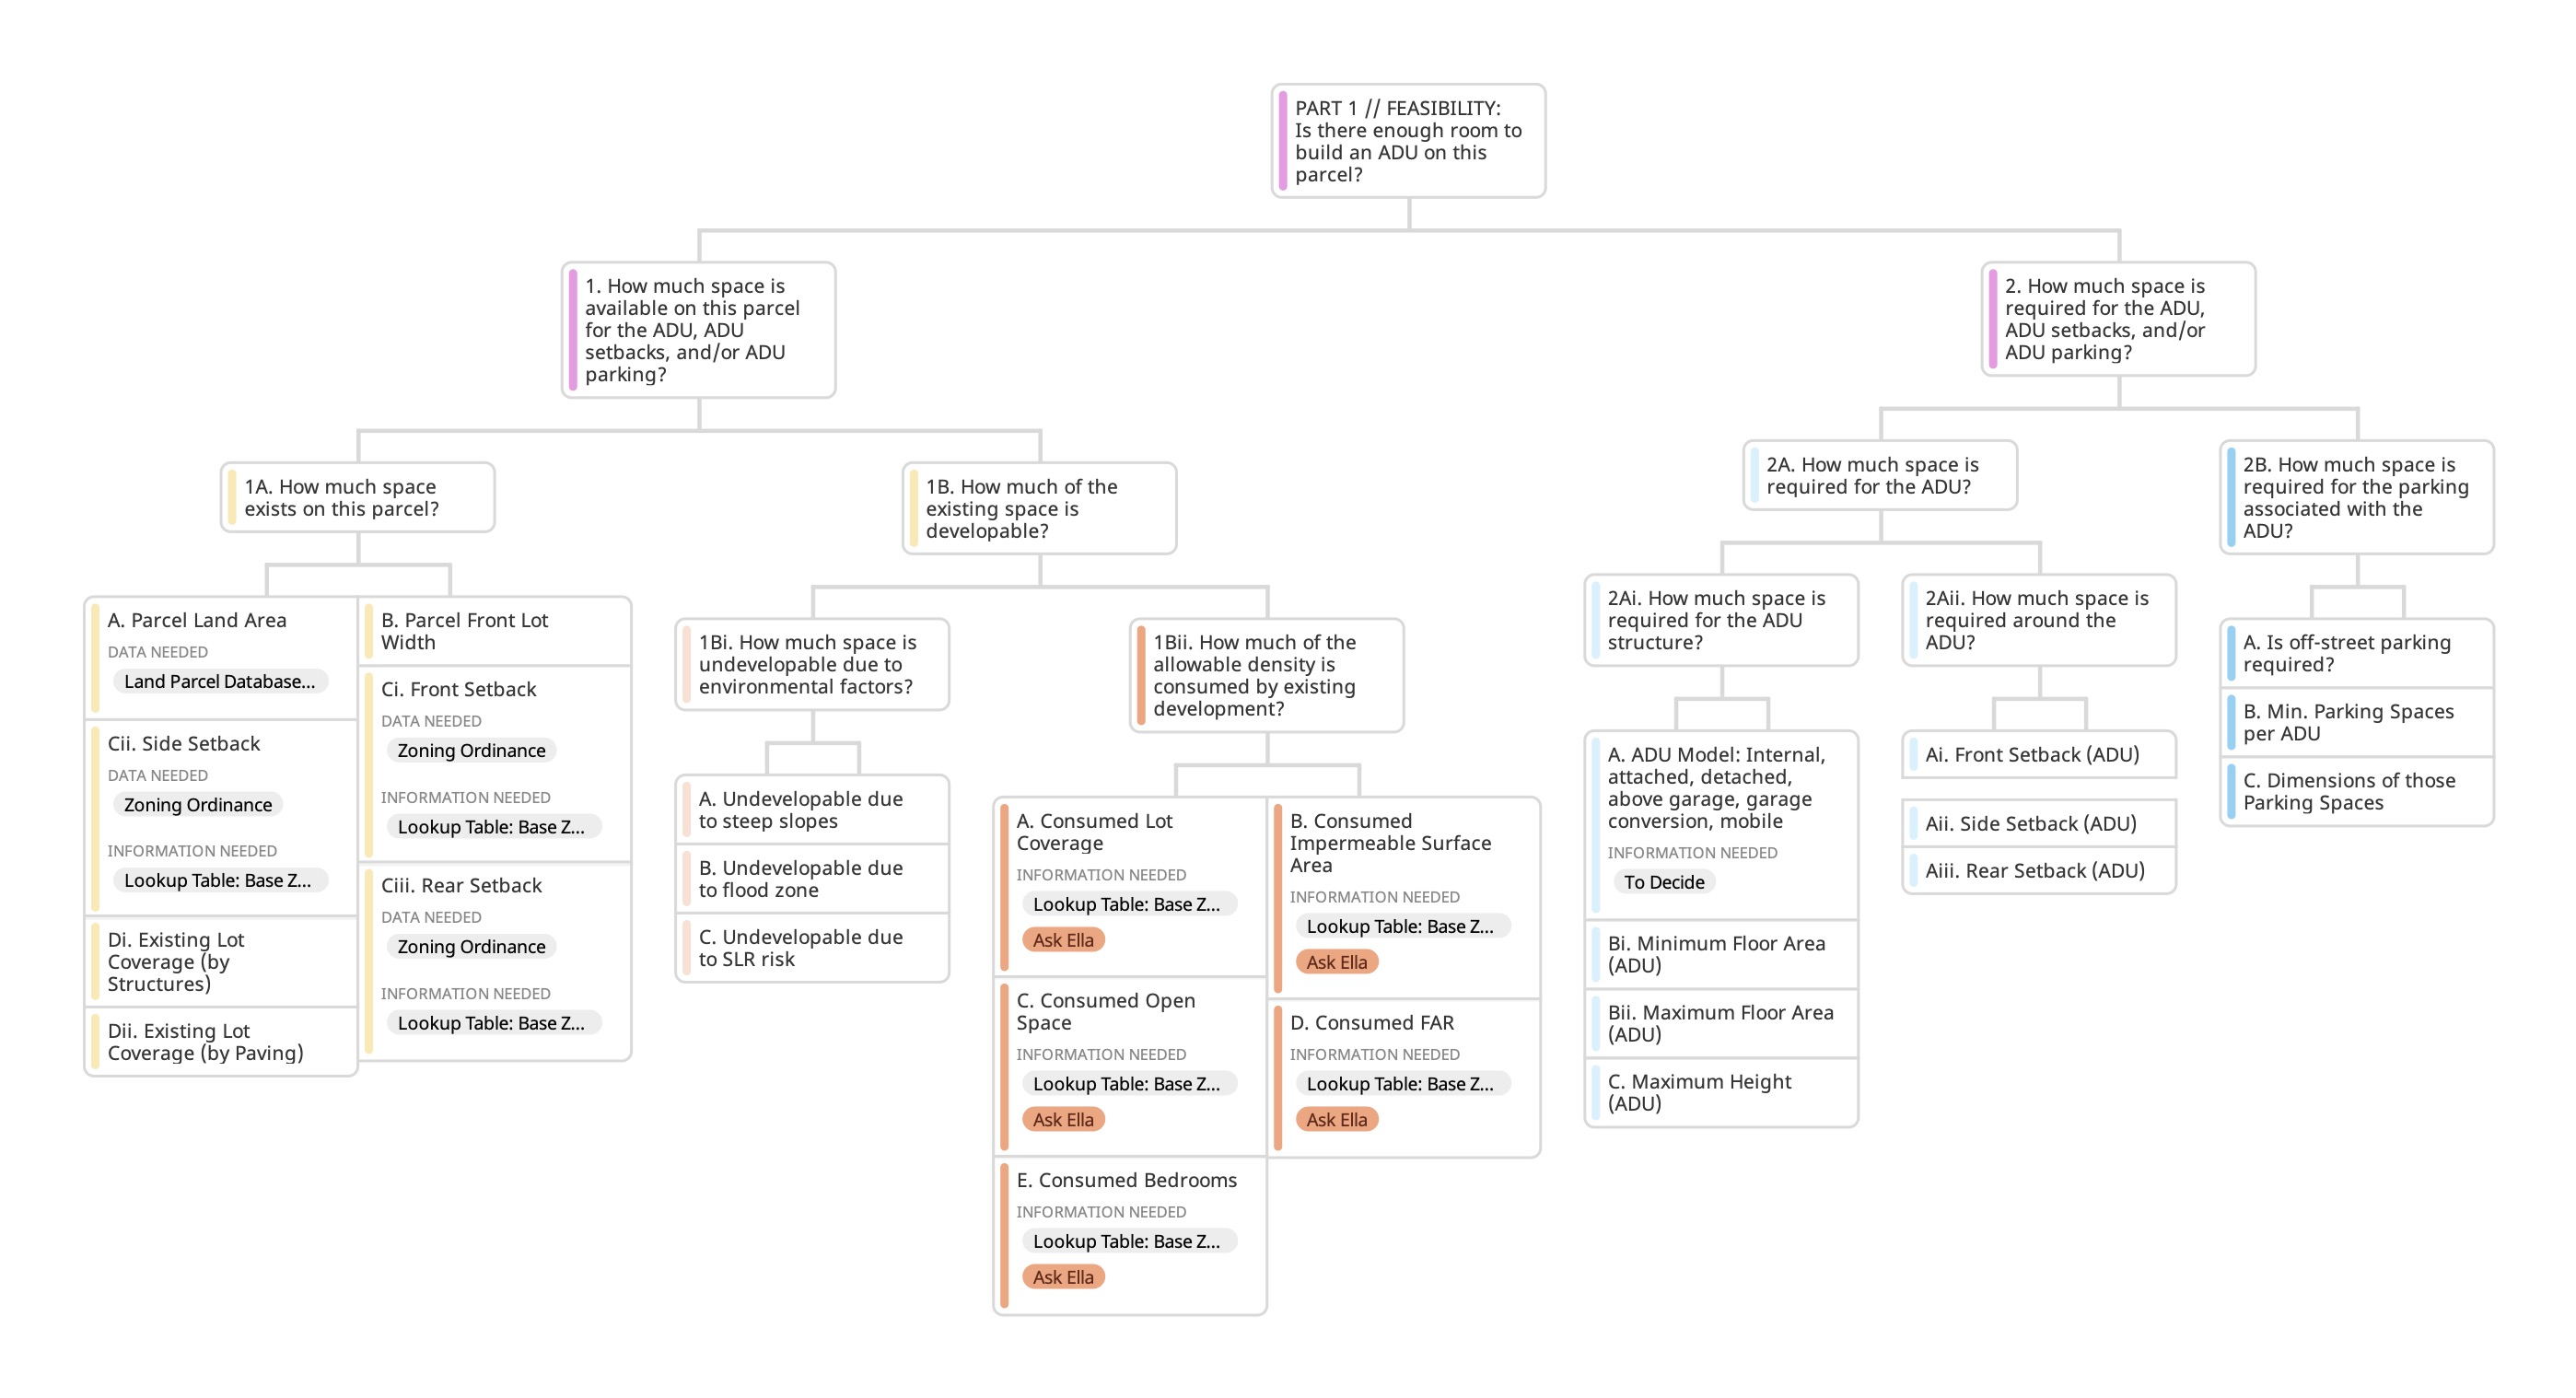 PART 1 // FEASIBILITY:
Is there enough room to
build an ADU on this
parcel?
1. How much space is
available on this parcel
for the ADU, ADU
setbacks, and/or ADU
parking?
2. How much space is
required for the ADU,
ADU setbacks, and/or
ADU parking?
1A. How much space
exists on this parcel?
1B. How much of the
existing space is
developable?
2A. How much space is
required for the ADU?
2B. How much space is
required for the parking
associated with the
ADU?
A. Parcel Land Area
DATA NEEDED
Land Parcel Database...
Cii. Side Setback
DATA NEEDED
Zoning Ordinance
INFORMATION NEEDED
Lookup Table: Base Z...
Di. Existing Lot
Coverage (by
Structures)
Dii. Existing Lot
Coverage (by Paving)
B. Parcel Front Lot
Width
Ci. Front Setback
DATA NEEDED
Zoning Ordinance
INFORMATION NEEDED
Lookup Table: Base Z...
Ciii. Rear Setback
DATA NEEDED
Zoning Ordinance
INFORMATION NEEDED
Lookup Table: Base Z...
1Bi. How much space is
undevelopable due to
environmental factors?
A. Undevelopable due
to steep slopes
B. Undevelopable due
to flood zone
C. Undevelopable due
to SLR risk
1Bii. How much of the
allowable density is
consumed by existing
development?
A. Consumed Lot
Coverage
INFORMATION NEEDED
Lookup Table: Base Z...
Ask Ella
C. Consumed Open
Space
INFORMATION NEEDED
Lookup Table: Base Z...
Ask Ella
E. Consumed Bedrooms
INFORMATION NEEDED
Lookup Table: Base Z...
Ask Ella
B. Consumed
Impermeable Surface
Area
INFORMATION NEEDED
Lookup Table: Base Z...
Ask Ella
D. Consumed FAR
INFORMATION NEEDED
Lookup Table: Base Z...
Ask Ella
2Ai. How much space is
required for the ADU
structure?
A. ADU Model: Internal,
attached, detached,
above garage, garage
conversion, mobile
INFORMATION NEEDED
To Decide
Bi. Minimum Floor Area
(ADU)
Bii. Maximum Floor Area
(ADU)
C. Maximum Height
(ADU)
2Aii. How much space is
required around the
ADU?
Ai. Front Setback (ADU)
Aii. Side Setback (ADU)
Aiii. Rear Setback (ADU)
A. Is off-street parking
required?
B. Min. Parking Spaces
per ADU
C. Dimensions of those
Parking Spaces